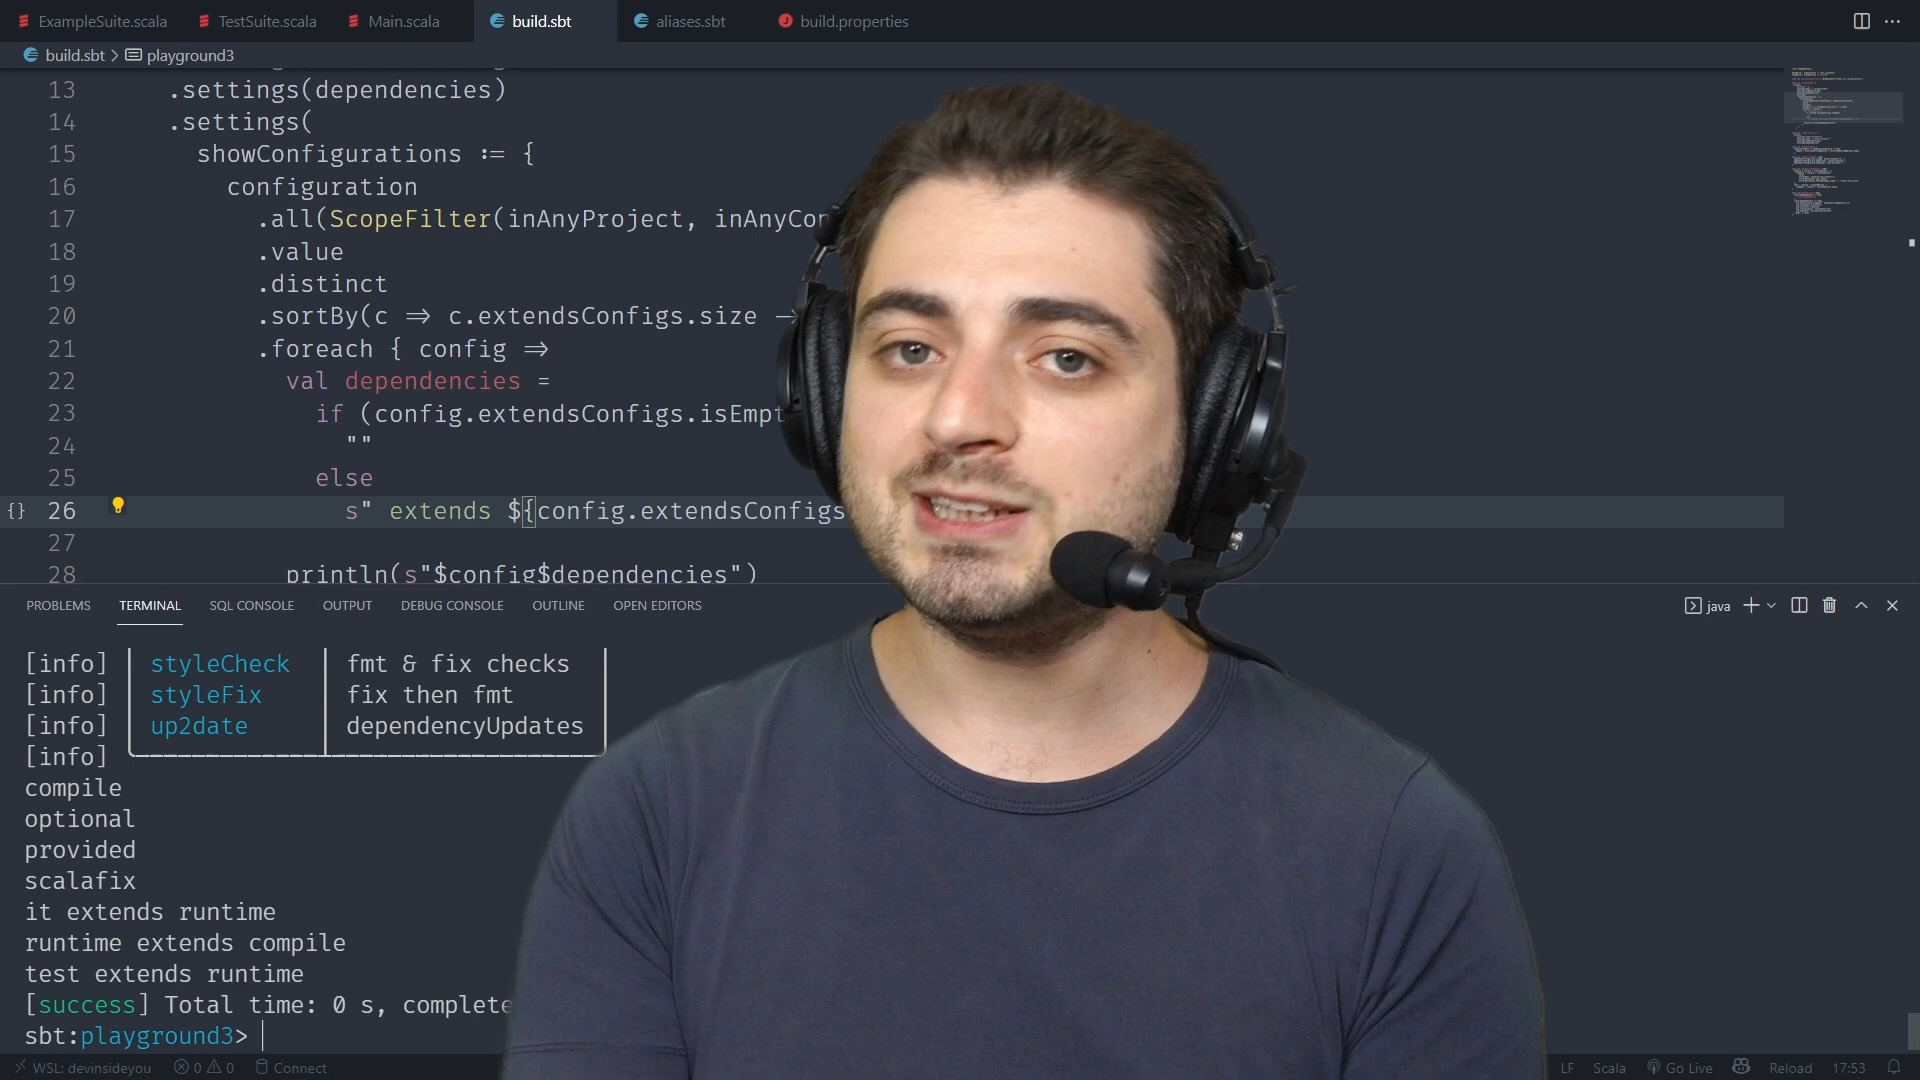 ExampleSuite.scala TestSuite.scala Main.scala build.sbt aliases.sbt build.properties
build.sbt > playground3
13 .settings(dependencies)
14 .settings(
15 showConfigurations := {
16 configuration
17 .all(ScopeFilter(inAnyProject, inAnyCon
18 .value
19 .distinct
20 .sortBy(c => c.extendsConfigs.size ->
21 .foreach { config =>
22 val dependencies =
23 if (config.extendsConfigs.isEmpt
24 ""
25 else
{} 26 s" extends ${config.extendsConfigs
27
28 println(s"$config$dependencies")
PROBLEMS TERMINAL SQL CONSOLE OUTPUT DEBUG CONSOLE OUTLINE OPEN EDITORS java
[info] styleCheck fmt & fix checks
[info] styleFix fix then fmt
[info] up2date dependencyUpdates
[info]
compile
optional
provided
scalafix
it extends runtime
runtime extends compile
test extends runtime
[success] Total time: 0 s, complete
sbt:playground3>
WSL: devinsideyou 0 0 Connect LF Scala Go Live Reload 17:53